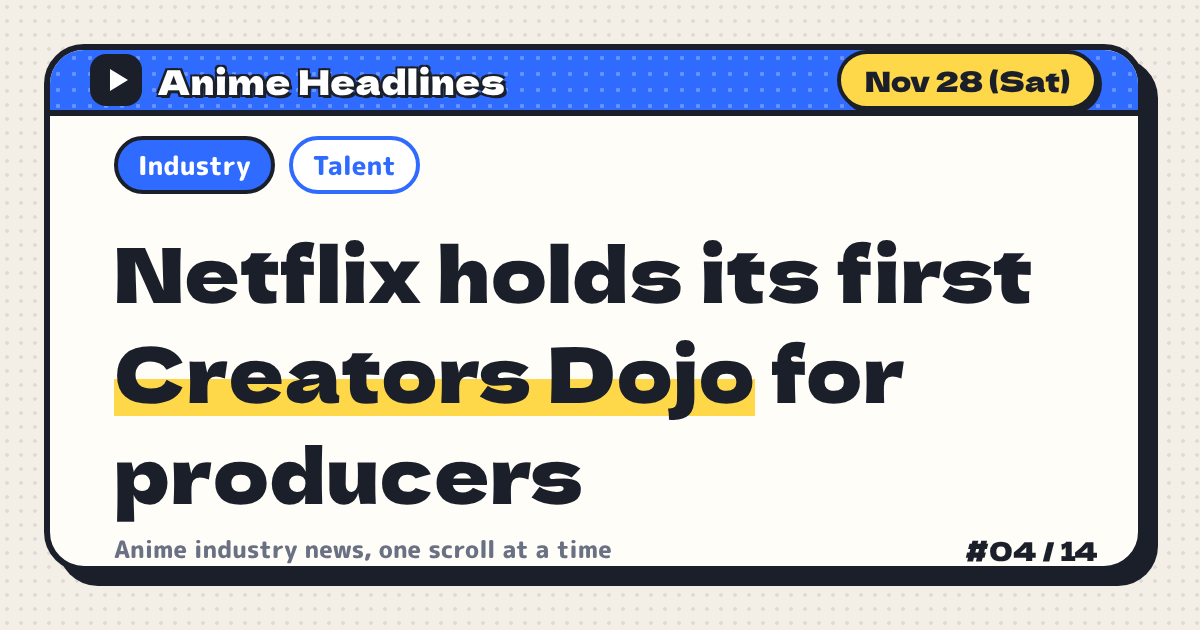 Anime Headlines
Nov 28 (Sat)
Industry
Talent
Netflix holds its first
Creators Dojo for
producers
Anime industry news, one scroll at a time
#04 / 14